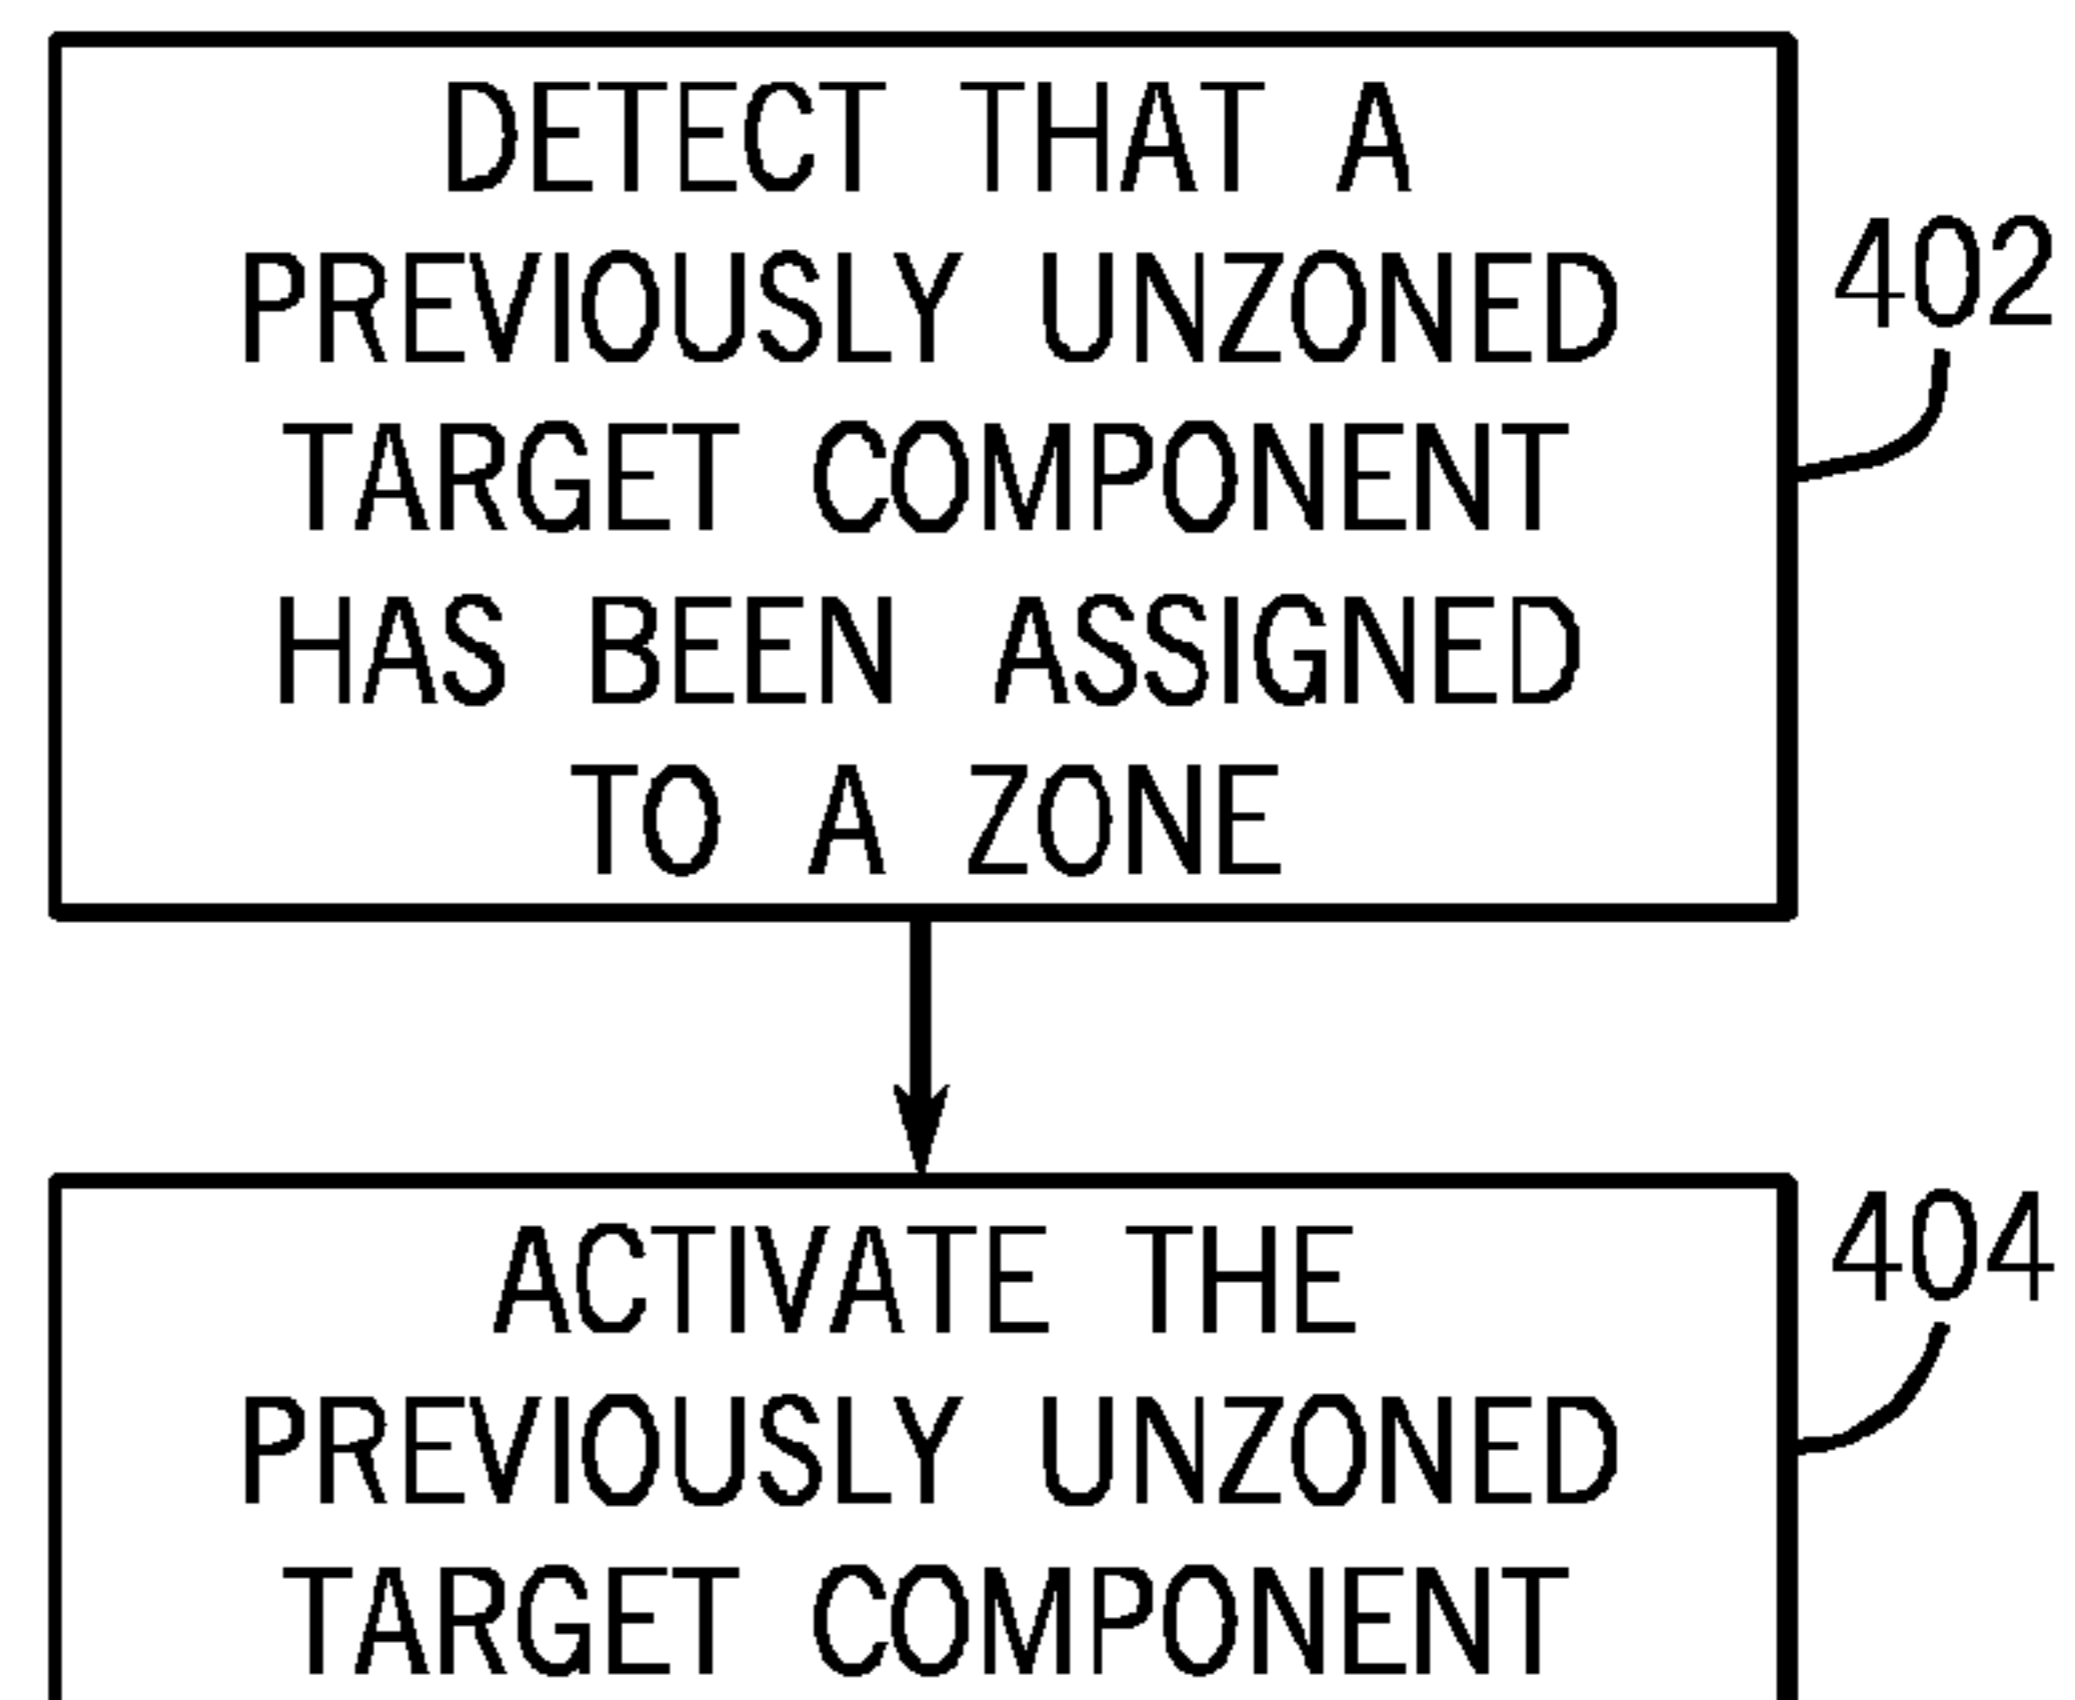 DETECT THAT A
PREVIOUSLY UNZONED
TARGET COMPONENT
HAS BEEN ASSIGNED
TO A ZONE
402
ACTIVATE THE
PREVIOUSLY UNZONED
TARGET COMPONENT
404